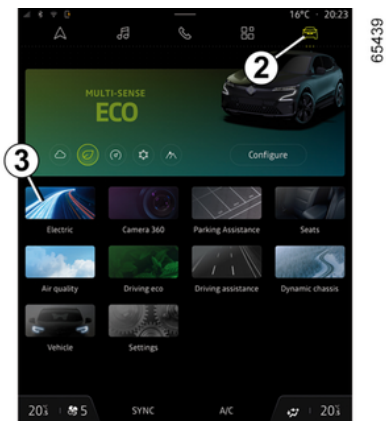 16°C · 20:23
2
65439
MULTI-SENSE
ECO
Configure
3
Electric
Camera 360
Parking Assistance
Seats
Air quality
Driving eco
Driving assistance
Dynamic chassis
Vehicle
Settings
5
SYNC
A/C